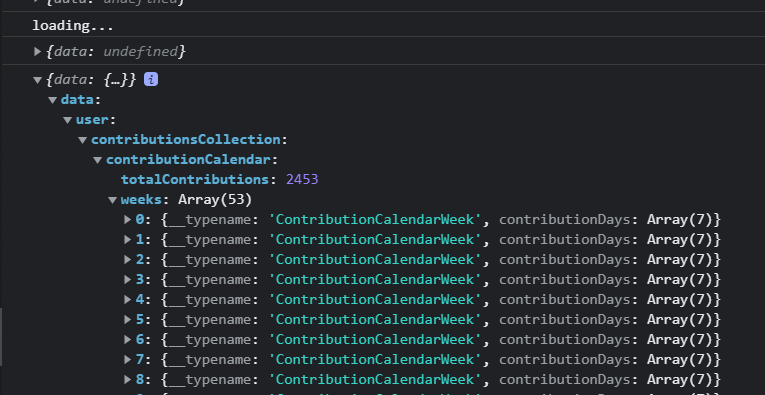 {data: undefined}
loading...
{data: undefined}
{data: {…}} i
data:
user:
contributionsCollection:
contributionCalendar:
totalContributions: 2453
weeks: Array(53)
0: {__typename: 'ContributionCalendarWeek', contributionDays: Array(7)}
1: {__typename: 'ContributionCalendarWeek', contributionDays: Array(7)}
2: {__typename: 'ContributionCalendarWeek', contributionDays: Array(7)}
3: {__typename: 'ContributionCalendarWeek', contributionDays: Array(7)}
4: {__typename: 'ContributionCalendarWeek', contributionDays: Array(7)}
5: {__typename: 'ContributionCalendarWeek', contributionDays: Array(7)}
6: {__typename: 'ContributionCalendarWeek', contributionDays: Array(7)}
7: {__typename: 'ContributionCalendarWeek', contributionDays: Array(7)}
8: {__typename: 'ContributionCalendarWeek', contributionDays: Array(7)}